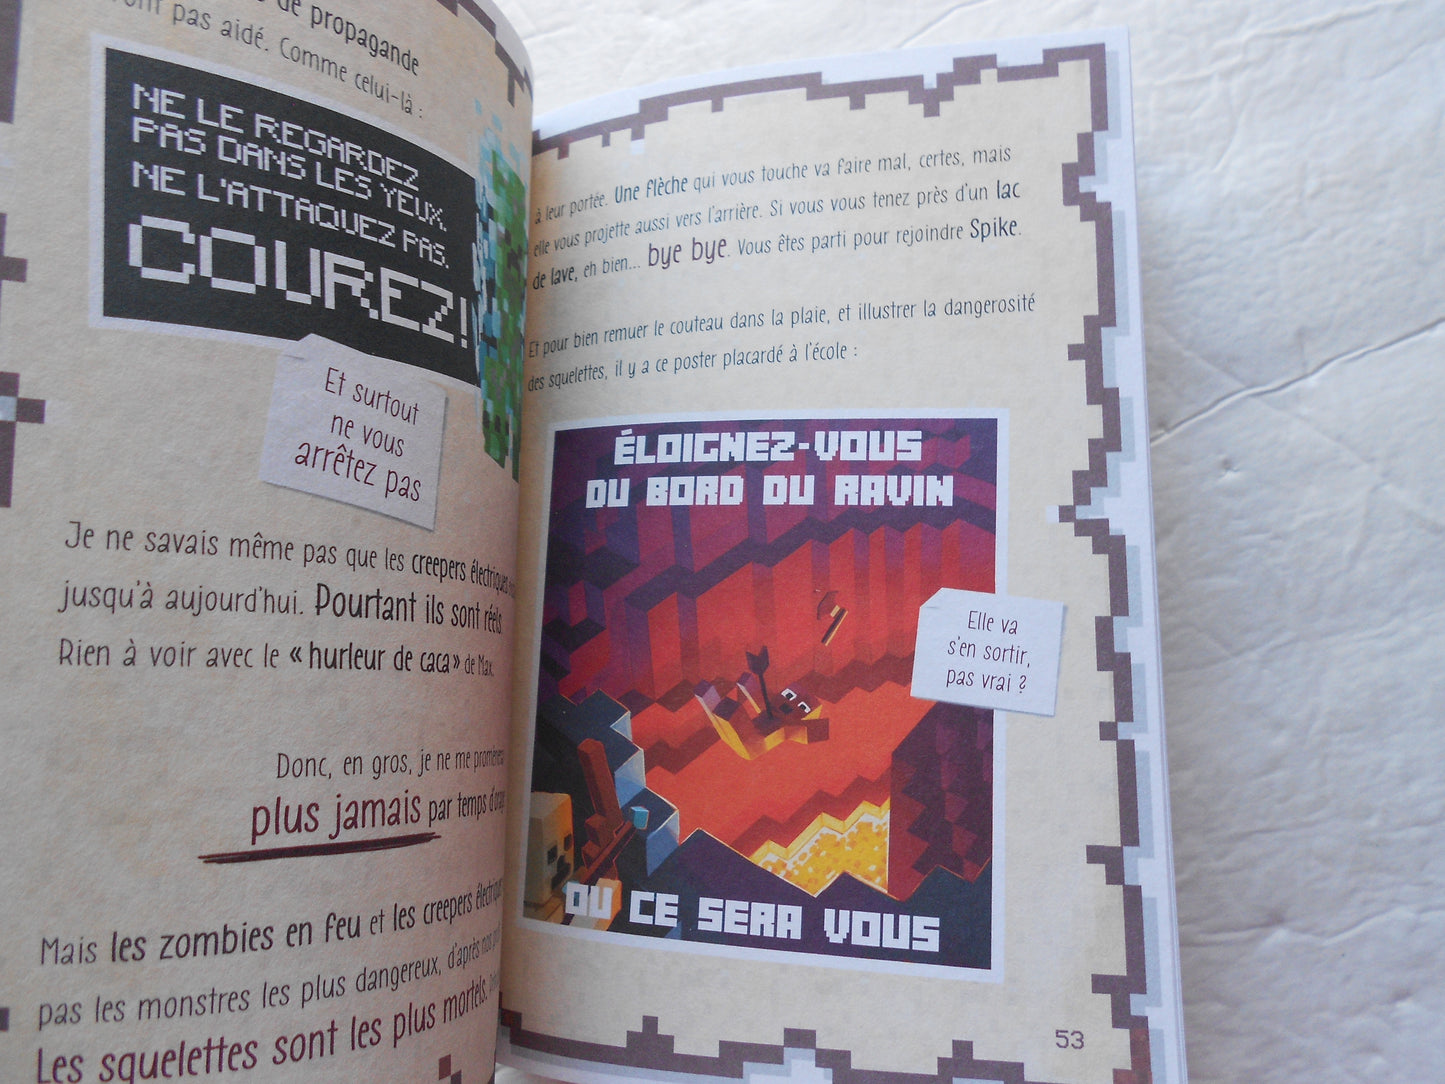 de propagande
pas aidé. Comme celui-là :
NE LE REGARDEZ
PAS DANS LES YEUX.
NE L'ATTAQUEZ PAS.
COUREZ!
Et surtout
ne vous
arrêtez pas
Je ne savais même pas que les creepers électriques
jusqu'à aujourd'hui. Pourtant ils sont réels
Rien à voir avec le « hurleur de caca » de Max.
Donc, en gros, je ne me promènerai
plus jamais par temps d'orage
Mais les zombies en feu et les creepers électriques
pas les monstres les plus dangereux, d'après nos
Les squelettes sont les plus mortels.
à leur portée. Une flèche qui vous touche va faire mal, certes, mais
elle vous projette aussi vers l'arrière. Si vous vous tenez près d'un lac
de lave, eh bien... bye bye. Vous êtes parti pour rejoindre Spike.
Et pour bien remuer le couteau dans la plaie, et illustrer la dangerosité
des squelettes, il y a ce poster placardé à l'école :
ÉLOIGNEZ-VOUS
DU BORD DU RAVIN
Elle va
s'en sortir,
pas vrai ?
OU CE SERA VOUS
53